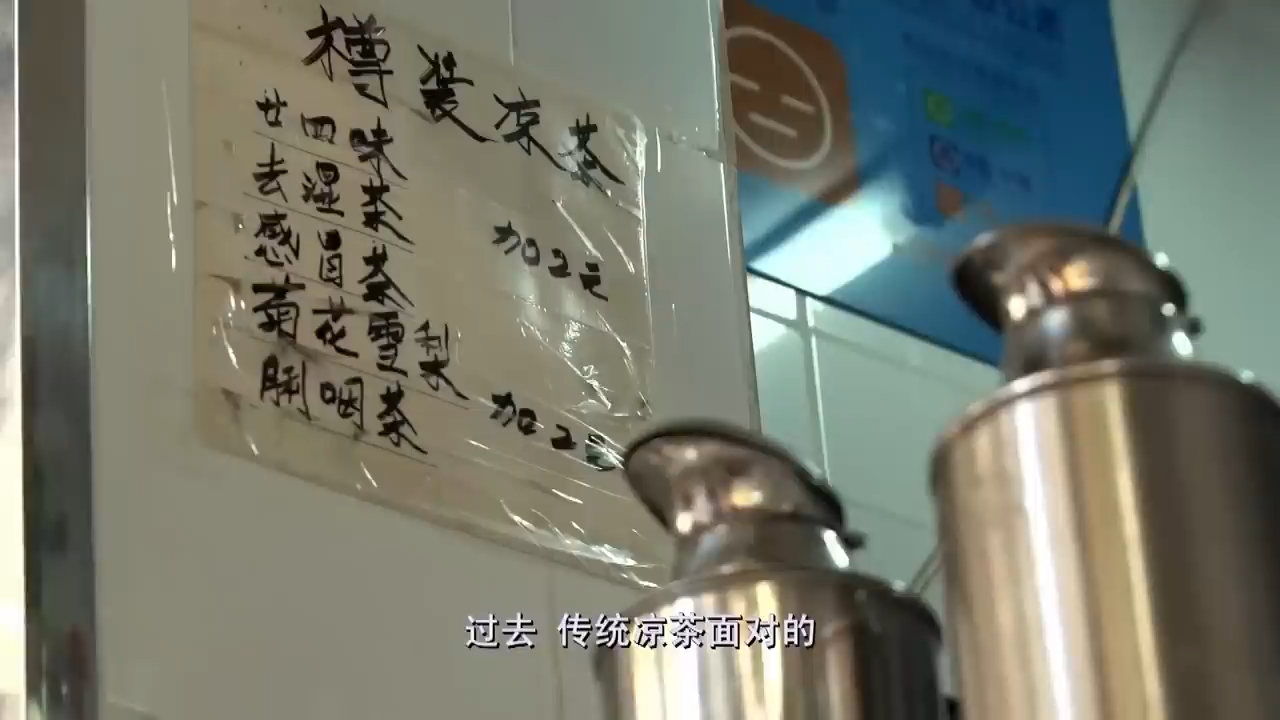 樽装凉茶
廿四味
去湿茶 加2元
感冒茶
菊花雪梨
咽茶 加2元
过去 传统凉茶面对的